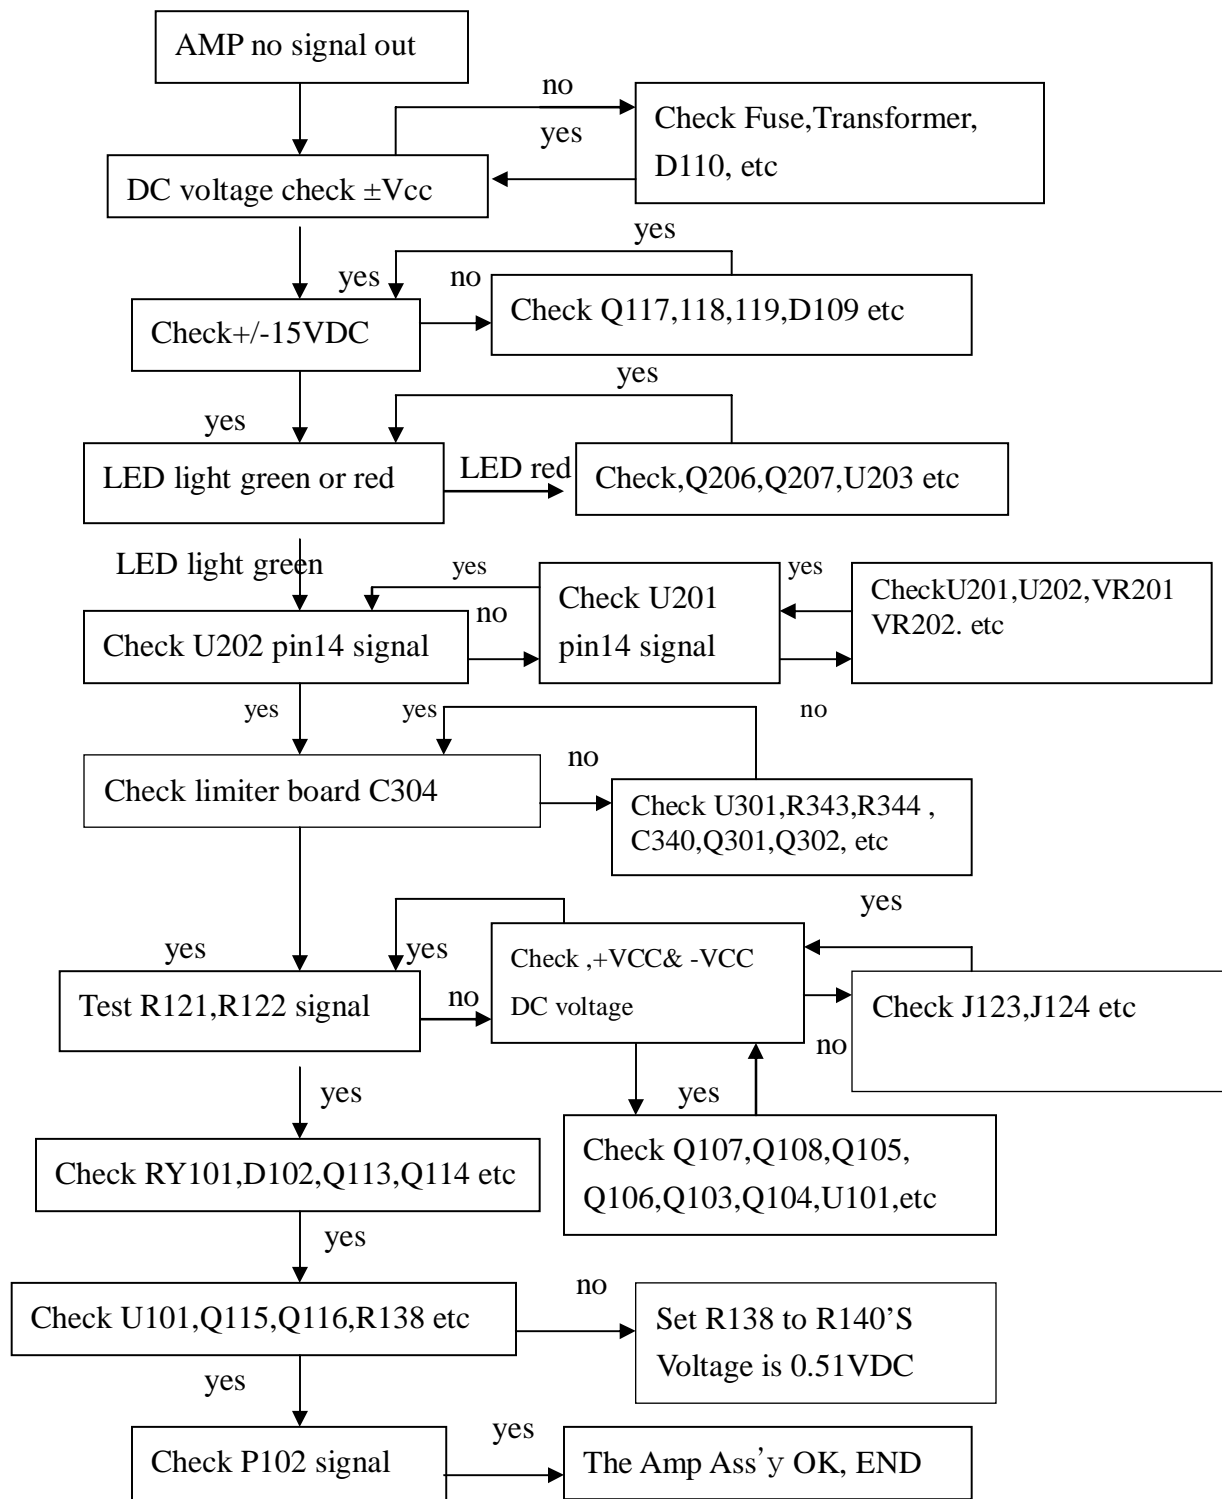 AMP no signal out
no
Check Fuse,Transformer,
yes
D110, etc
DC voltage check ±Vcc
yes
yes
no
Check Q117,118,119,D109 etc
Check+/-15VDC
yes
yes
LED light green or red
LED red
Check,Q206,Q207,U203 etc
LED light green
yes
yes
Check U201
CheckU201,U202,VR201
no
VR202. etc
Check U202 pin14 signal
pin14 signal
yes
yes
no
no
Check limiter board C304
Check U301,R343,R344 ,
C340,Q301,Q302, etc
yes
yes
yes
Check ,+VCC& -VCC
Test R121,R122 signal
no
DC voltage
Check J123,J124 etc
no
yes
yes
Check RY101,D102,Q113,Q114 etc
Check Q107,Q108,Q105,
Q106,Q103,Q104,U101,etc
yes
no
Check U101,Q115,Q116,R138 etc
Set R138 to R140’S
Voltage is 0.51VDC
yes
yes
Check P102 signal
The Amp Ass’y OK, END